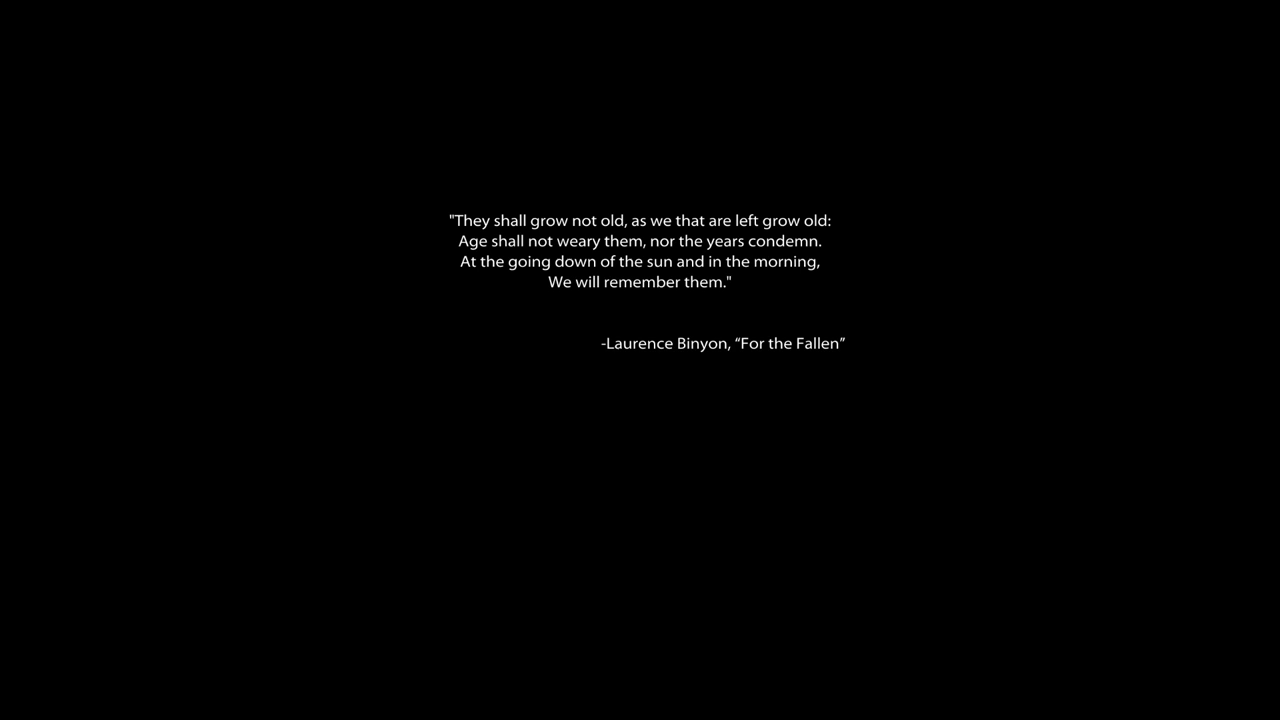 "They shall grow not old, as we that are left grow old:
Age shall not weary them, nor the years condemn.
At the going down of the sun and in the morning,
We will remember them."
-Laurence Binyon, “For the Fallen”